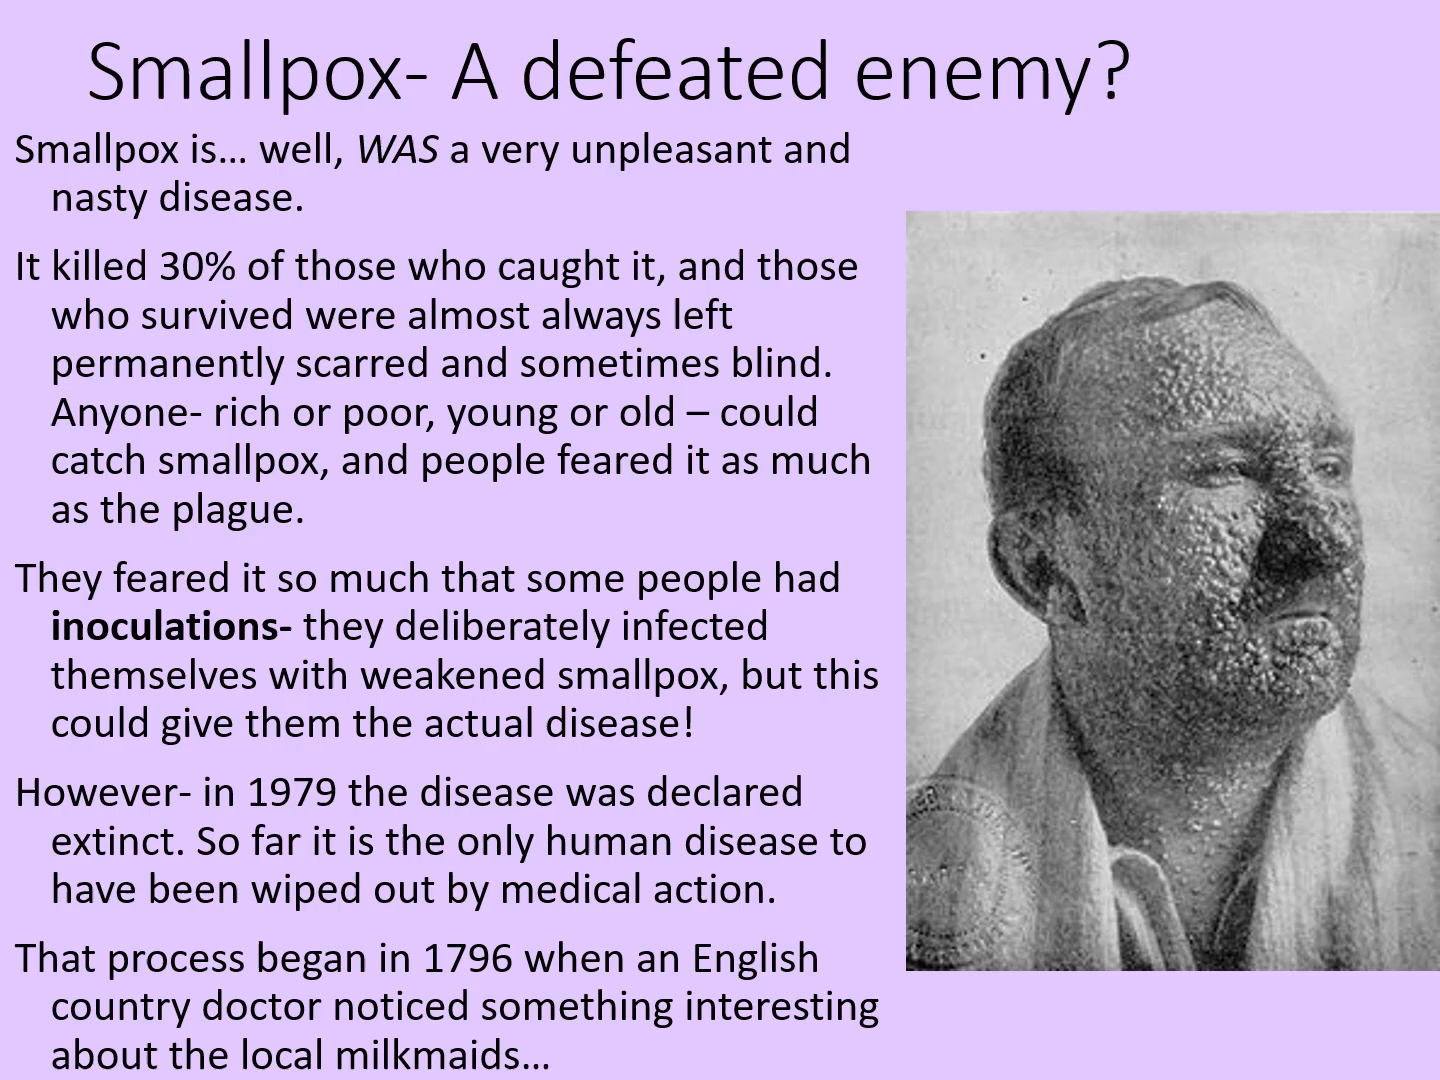 Smallpox- A defeated enemy?
Smallpox is… well, WAS a very unpleasant and
nasty disease.
It killed 30% of those who caught it, and those
who survived were almost always left
permanently scarred and sometimes blind.
Anyone- rich or poor, young or old – could
catch smallpox, and people feared it as much
as the plague.
They feared it so much that some people had
inoculations- they deliberately infected
themselves with weakened smallpox, but this
could give them the actual disease!
However- in 1979 the disease was declared
extinct. So far it is the only human disease to
have been wiped out by medical action.
That process began in 1796 when an English
country doctor noticed something interesting
about the local milkmaids…